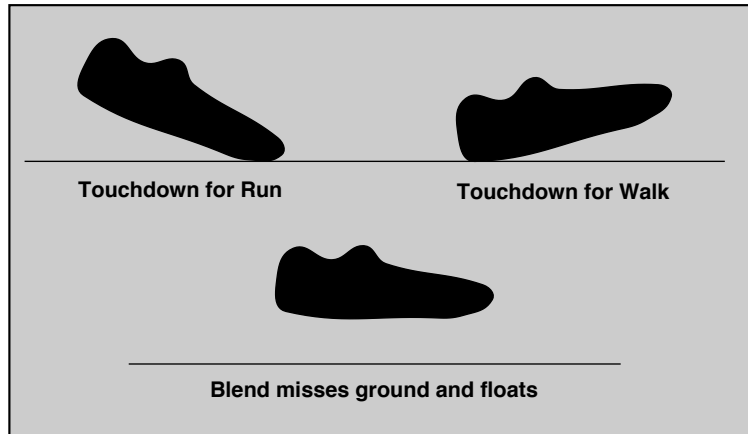 Touchdown for Run
Touchdown for Walk
Blend misses ground and floats